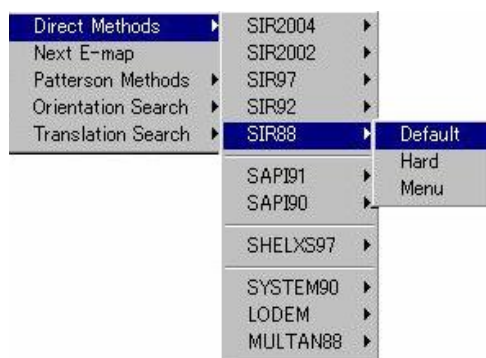 Direct Methods
Next E-map
Patterson Methods
Orientation Search
Translation Search
SIR2004
SIR2002
SIR97
SIR92
SIR88
SAPI91
SAPI90
SHELXS97
SYSTEM90
LODEM
MULTAN88
Default
Hard
Menu